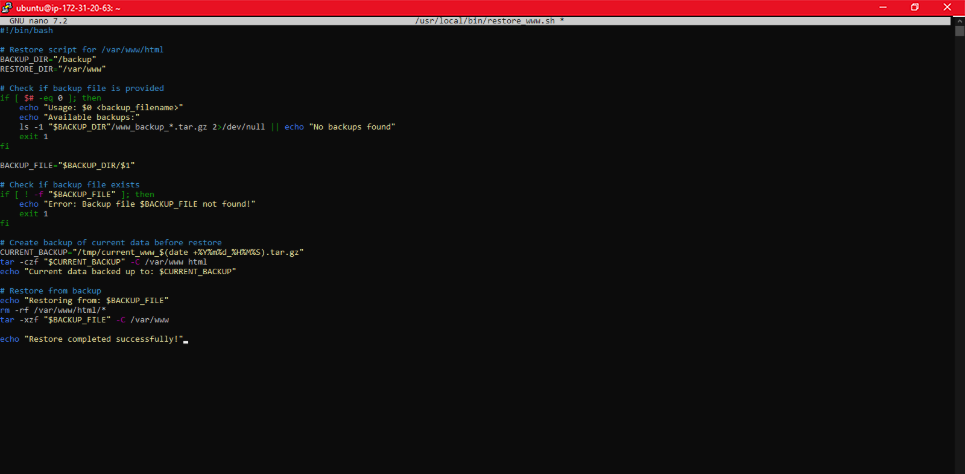 ubuntu@ip-172-31-20-63: ~
GNU nano 7.2 /usr/local/bin/restore_www.sh *
#!/bin/bash
# Restore script for /var/www/html
BACKUP_DIR="/backup"
RESTORE_DIR="/var/www"
# Check if backup file is provided
if [ $# -eq 0 ]; then
    echo "Usage: $0 <backup_filename>"
    echo "Available backups:"
    ls -1 "$BACKUP_DIR"/www_backup_*.tar.gz 2>/dev/null || echo "No backups found"
    exit 1
fi
BACKUP_FILE="$BACKUP_DIR/$1"
# Check if backup file exists
if [ ! -f "$BACKUP_FILE" ]; then
    echo "Error: Backup file $BACKUP_FILE not found!"
    exit 1
fi
# Create backup of current data before restore
CURRENT_BACKUP="/tmp/current_www_$(date +%Y%m%d_%H%M%S).tar.gz"
tar -czf "$CURRENT_BACKUP" -C /var/www html
echo "Current data backed up to: $CURRENT_BACKUP"
# Restore from backup
echo "Restoring from: $BACKUP_FILE"
rm -rf /var/www/html/*
tar -xzf "$BACKUP_FILE" -C /var/www
echo "Restore completed successfully!"